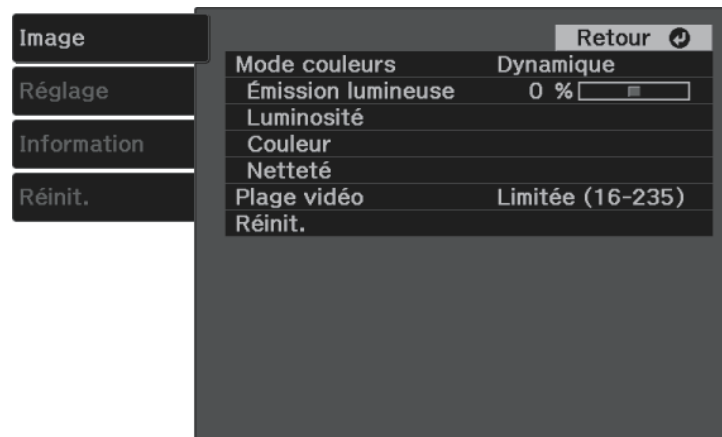 Image
Réglage
Information
Réinit.
Retour
Mode couleurs Dynamique
Émission lumineuse 0 %
Luminosité
Couleur
Netteté
Plage vidéo Limitée (16-235)
Réinit.